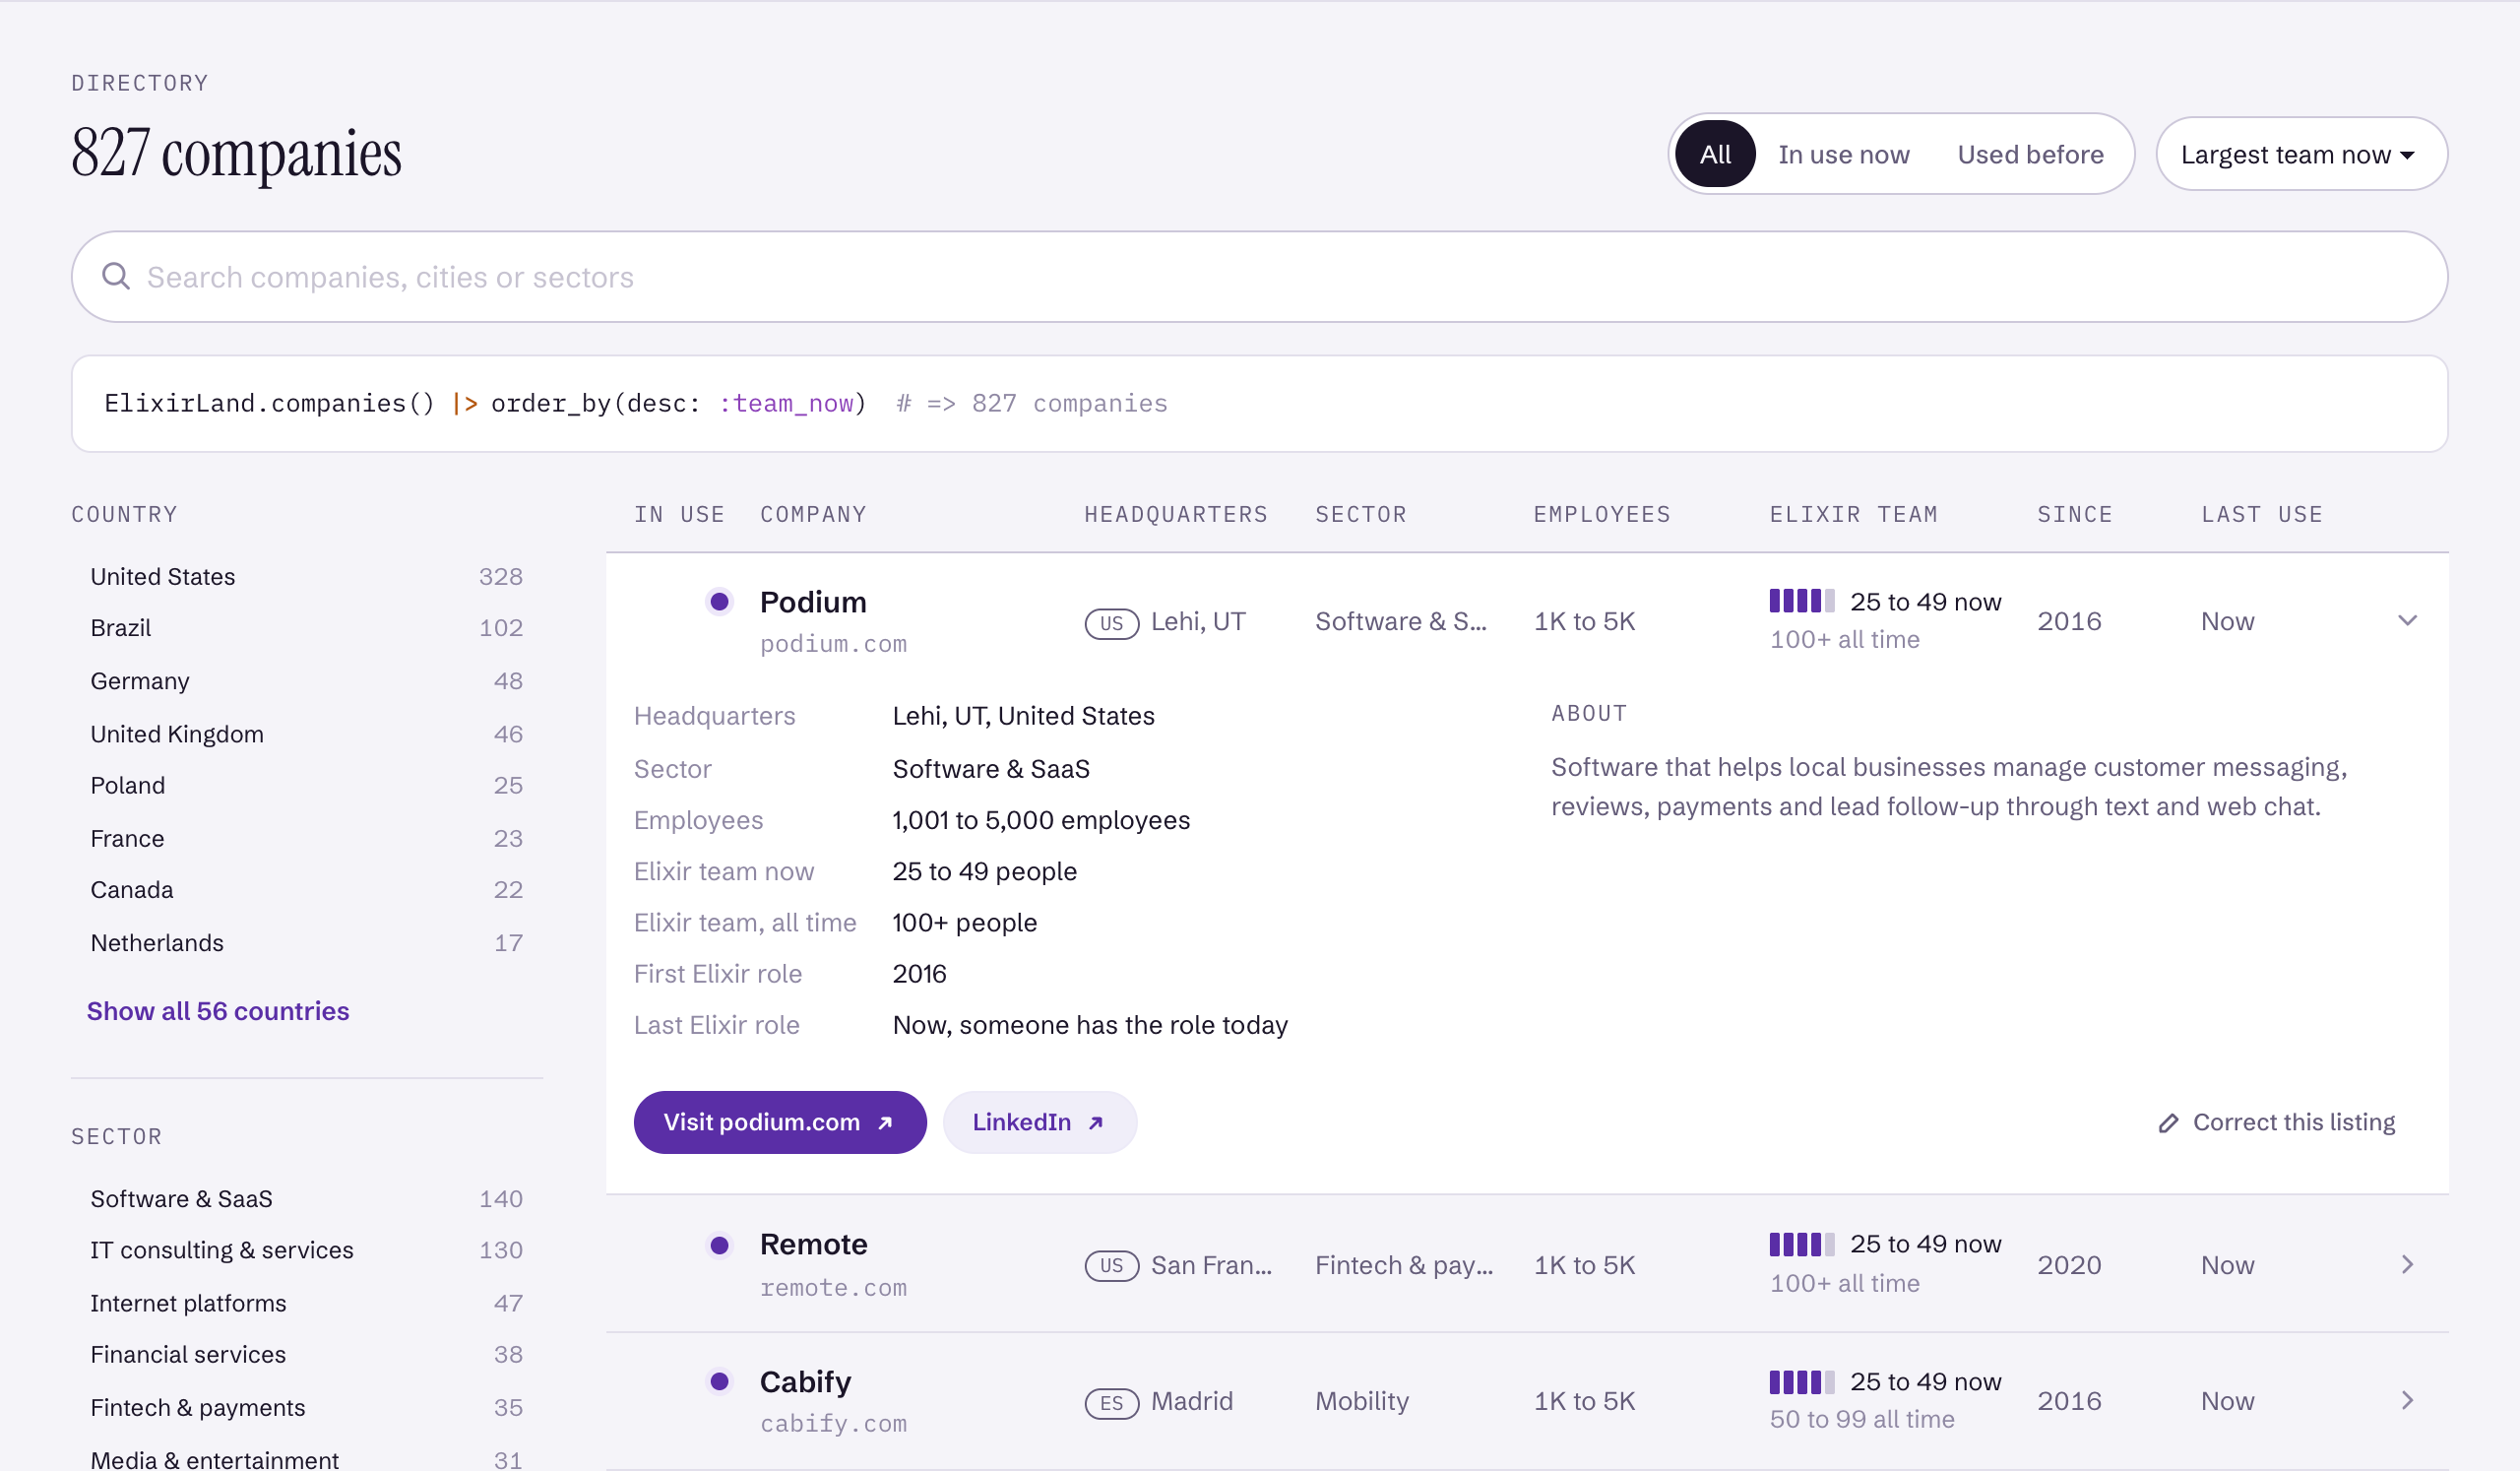 DIRECTORY
827 companies
All In use now Used before Largest team now
Search companies, cities or sectors
ElixirLand.companies() |> order_by(desc: :team_now) # => 827 companies
COUNTRY
United States 328
Brazil 102
Germany 48
United Kingdom 46
Poland 25
France 23
Canada 22
Netherlands 17
Show all 56 countries
SECTOR
Software & SaaS 140
IT consulting & services 130
Internet platforms 47
Financial services 38
Fintech & payments 35
Media & entertainment 31
IN USE COMPANY HEADQUARTERS SECTOR EMPLOYEES ELIXIR TEAM SINCE LAST USE
Podium
podium.com
US Lehi, UT Software & S... 1K to 5K
25 to 49 now
100+ all time
2016 Now
Headquarters Lehi, UT, United States
Sector Software & SaaS
Employees 1,001 to 5,000 employees
Elixir team now 25 to 49 people
Elixir team, all time 100+ people
First Elixir role 2016
Last Elixir role Now, someone has the role today
ABOUT
Software that helps local businesses manage customer messaging,
reviews, payments and lead follow-up through text and web chat.
Visit podium.com LinkedIn Correct this listing
Remote
remote.com
US San Fran... Fintech & pay... 1K to 5K
25 to 49 now
100+ all time
2020 Now
Cabify
cabify.com
ES Madrid Mobility 1K to 5K
25 to 49 now
50 to 99 all time
2016 Now